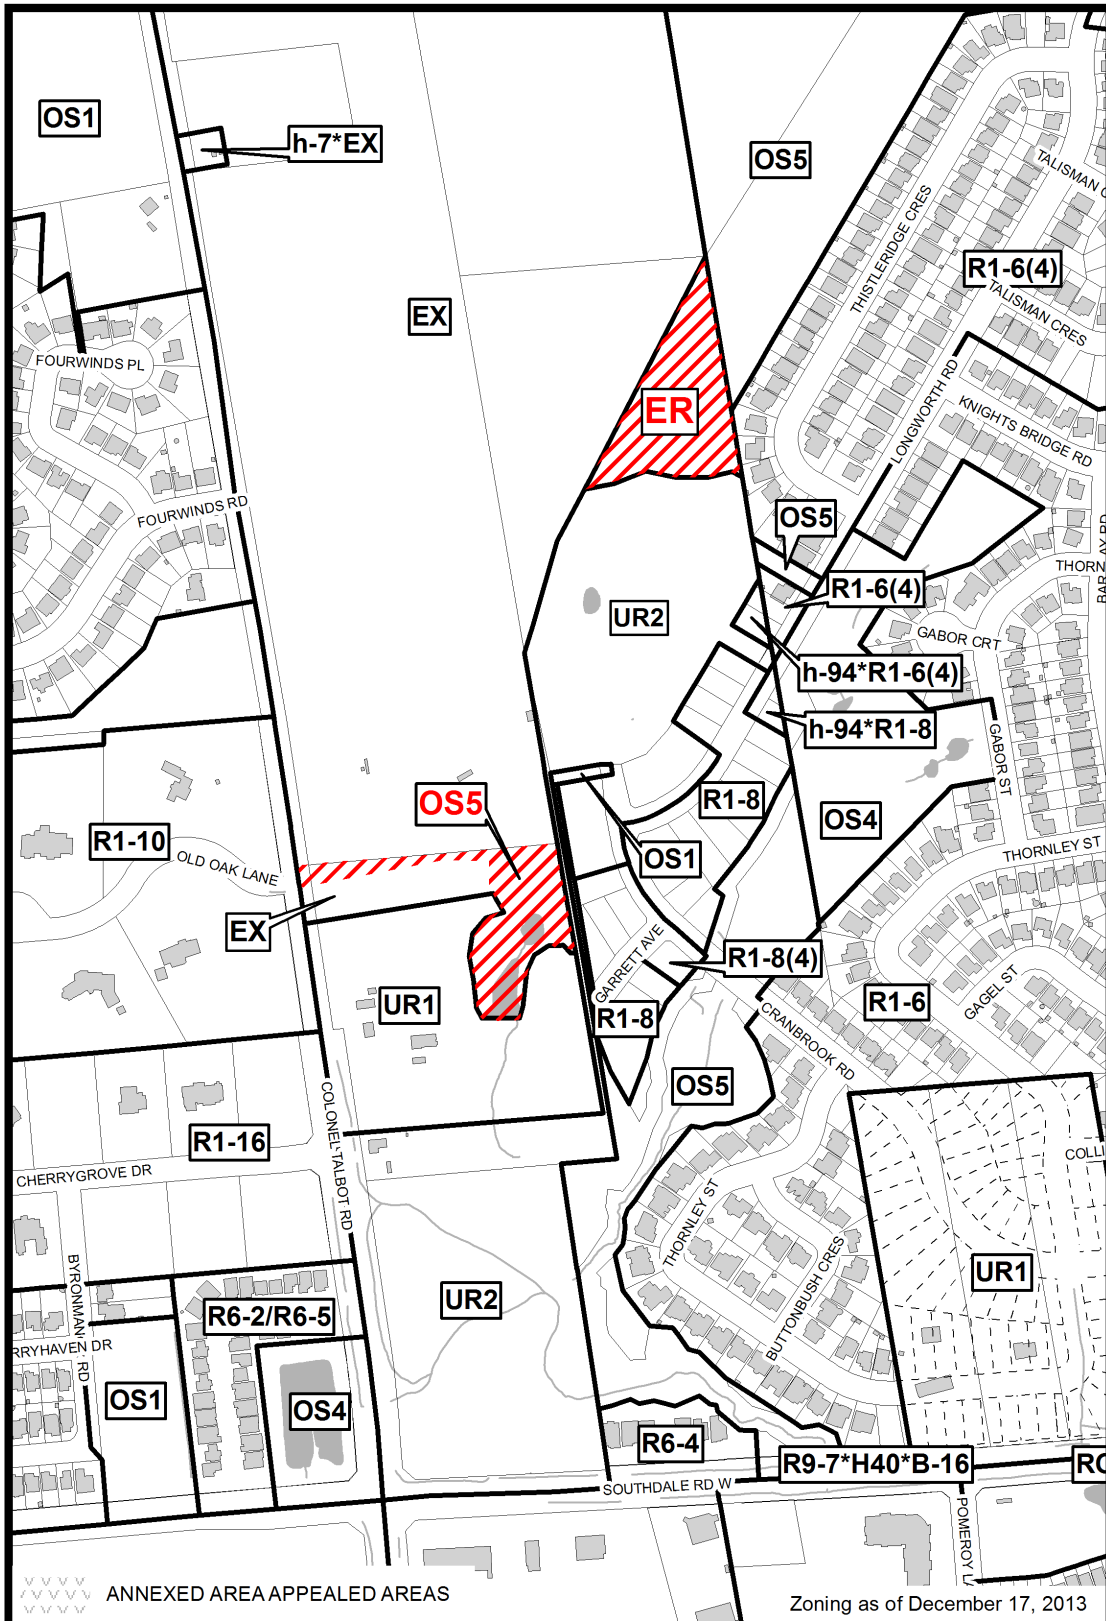 OS1
h-7*EX
OS5
TALISMAN C
THISTLERIDGE CRES
R1-6(4)
TALISMAN CRES
EX
FOURWINDS PL
ER
LONGWORTH RD
KNIGHTS BRIDGE RD
FOURWINDS RD
OS5
THORN
R1-6(4)
UR2
GABOR CRT
h-94*R1-6(4)
h-94*R1-8
GABOR ST
OS5
R1-8
OS4
R1-10
OLD OAK LANE
OS1
THORNLEY ST
EX
GARRETT AVE
R1-8(4)
UR1
R1-8
R1-6
GAGEL ST
CRANBROOK RD
OS5
COLONEL TALBOT RD
R1-16
COLLI
CHERRYGROVE DR
THORNLEY ST
BUTTONBUSH CRES
UR1
BYRONMAN
RD
R6-2/R6-5
UR2
RRYHAVEN DR
OS1
OS4
R6-4
R9-7*H40*B-16
SOUTHDALE RD W
POMEROY L
ANNEXED AREA APPEALED AREAS
Zoning as of December 17, 2013